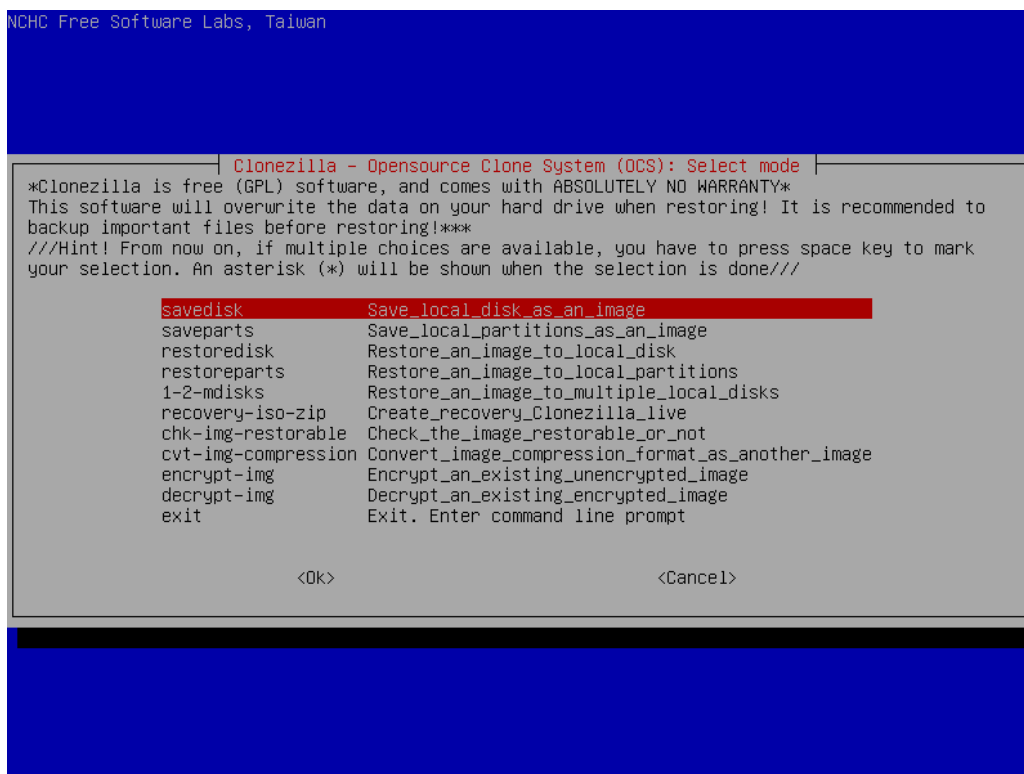 NCHC Free Software Labs, Taiwan
Clonezilla - Opensource Clone System (OCS): Select mode
*Clonezilla is free (GPL) software, and comes with ABSOLUTELY NO WARRANTY*
This software will overwrite the data on your hard drive when restoring! It is recommended to
backup important files before restoring!***
///Hint! From now on, if multiple choices are available, you have to press space key to mark
your selection. An asterisk (*) will be shown when the selection is done///
savedisk Save_local_disk_as_an_image
saveparts Save_local_partitions_as_an_image
restoredisk Restore_an_image_to_local_disk
restoreparts Restore_an_image_to_local_partitions
1-2-mdisks Restore_an_image_to_multiple_local_disks
recovery-iso-zip Create_recovery_Clonezilla_live
chk-img-restorable Check_the_image_restorable_or_not
cvt-img-compression Convert_image_compression_format_as_another_image
encrypt-img Encrypt_an_existing_unencrypted_image
decrypt-img Decrypt_an_existing_encrypted_image
exit Exit. Enter command line prompt
<Ok> <Cancel>